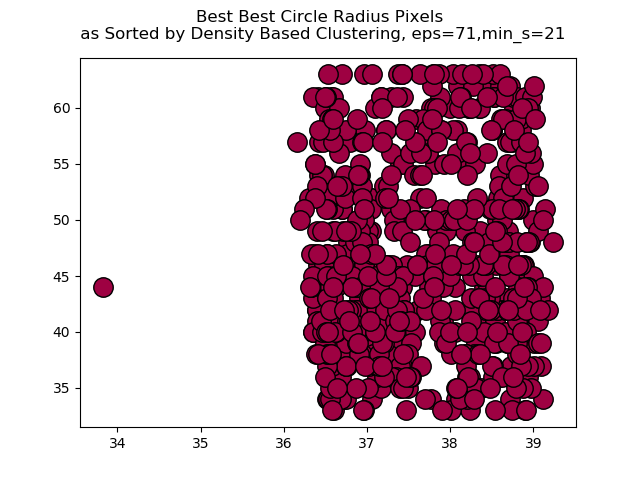 Best Best Circle Radius Pixels
as Sorted by Density Based Clustering, eps=71,min_s=21
60
55
50
45
40
35
34 35 36 37 38 39